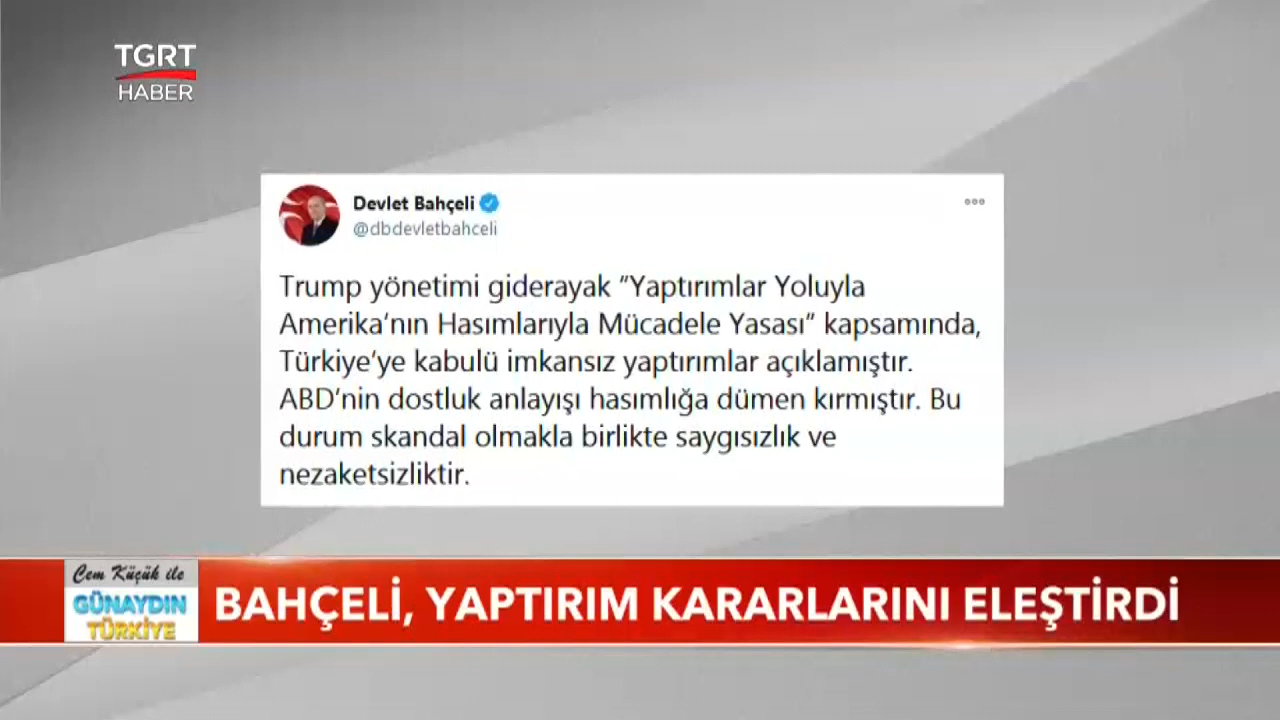 TGRT
HABER
Devlet Bahçeli
@dbdevletbahceli
Trump yönetimi giderayak “Yaptırımlar Yoluyla
Amerika’nın Hasımlarıyla Mücadele Yasası” kapsamında,
Türkiye’ye kabulü imkansız yaptırımlar açıklamıştır.
ABD’nin dostluk anlayışı hasımlığa dümen kırmıştır. Bu
durum skandal olmakla birlikte saygısızlık ve
nezaketsizliktir.
Cem Küçük ile
GÜNAYDIN
TÜRKİYE
BAHÇELİ, YAPTIRIM KARARLARINI ELEŞTİRDİ